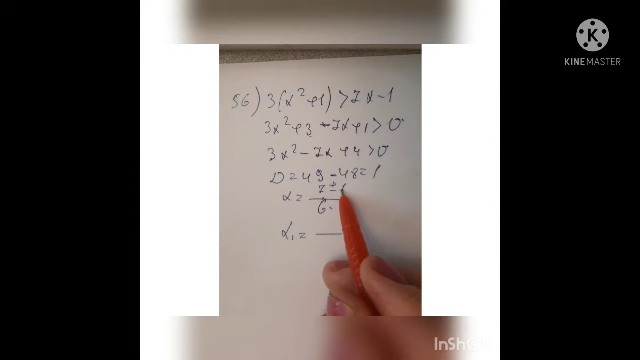 56) 3(x²+1) > 7x-1
3x²+3 -7x+1 > 0
3x² - 7x + 4 > 0
D = 49 - 48 = 1
x = 7±1
6
x₁ =
KINEMASTER
InSh